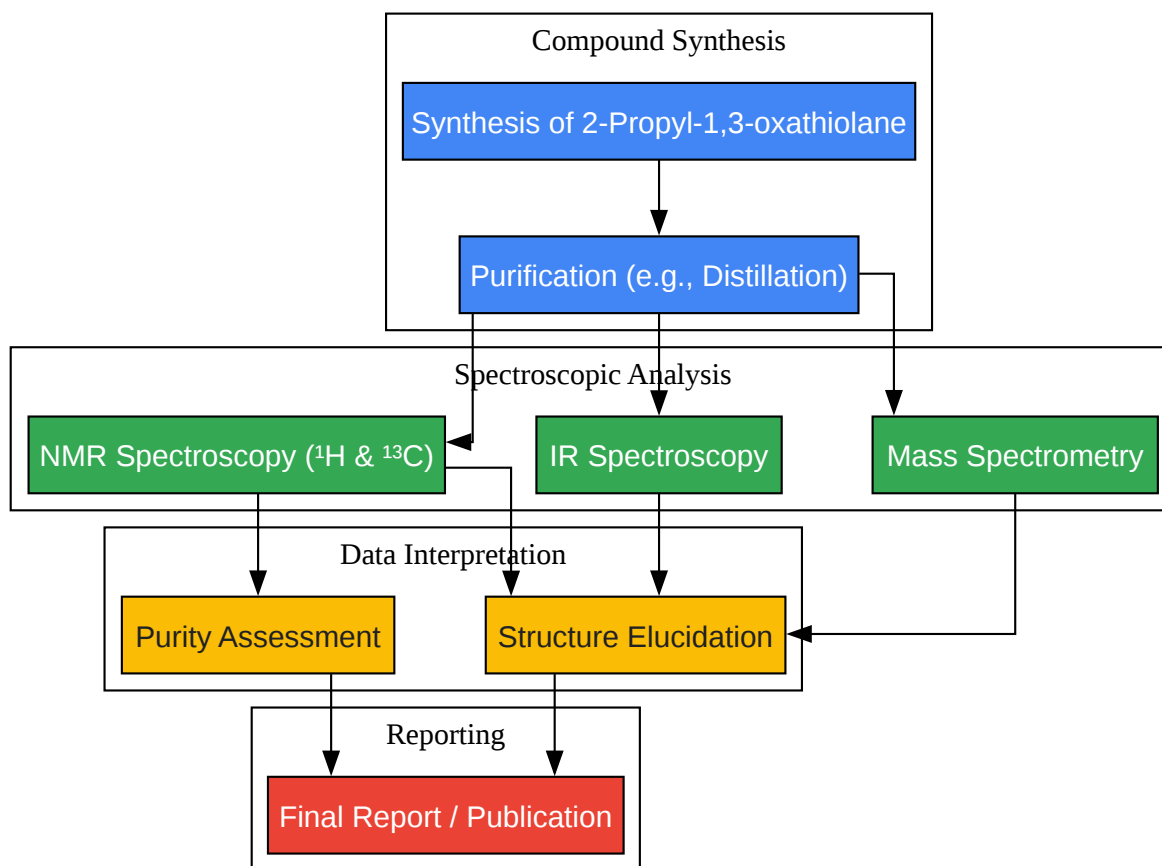 Compound Synthesis
Synthesis of 2-Propyl-1,3-oxathiolane
Purification (e.g., Distillation)
Spectroscopic Analysis
NMR Spectroscopy (¹H & ¹³C)
IR Spectroscopy
Mass Spectrometry
Data Interpretation
Purity Assessment
Structure Elucidation
Reporting
Final Report / Publication